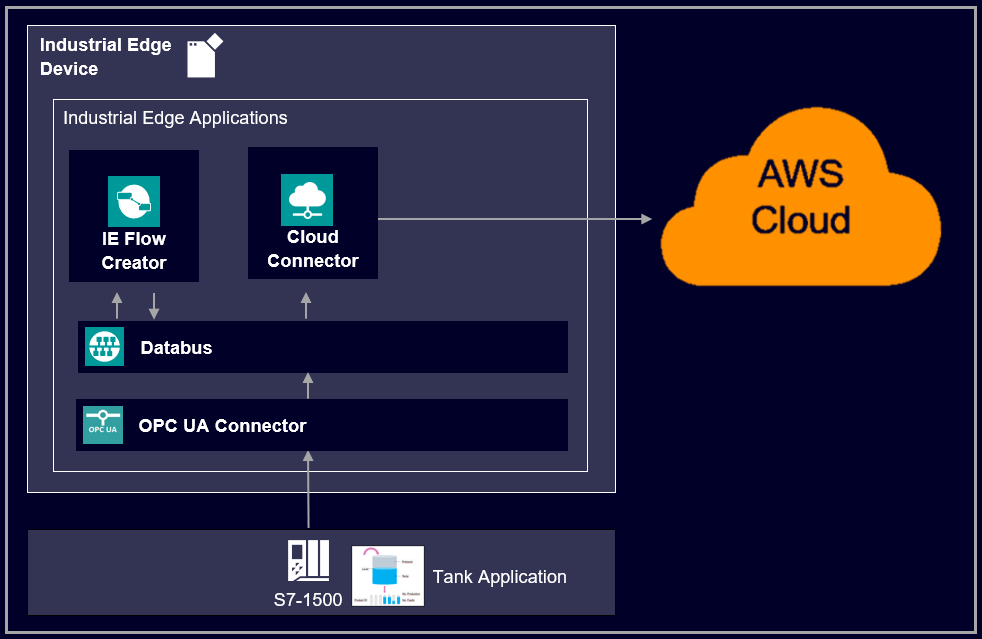 Industrial Edge
Device
Industrial Edge Applications
IE Flow
Creator
Cloud
Connector
AWS
Cloud
Databus
OPC UA
OPC UA Connector
S7-1500
Tank Application